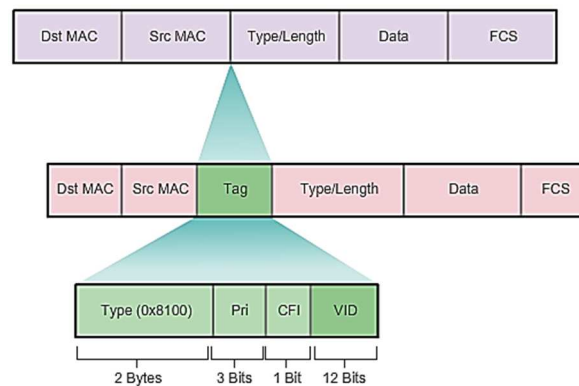 Dst MAC Src MAC Type/Length Data FCS
Dst MAC Src MAC Tag Type/Length Data FCS
Type (0x8100) Pri CFI VID
2 Bytes 3 Bits 1 Bit 12 Bits